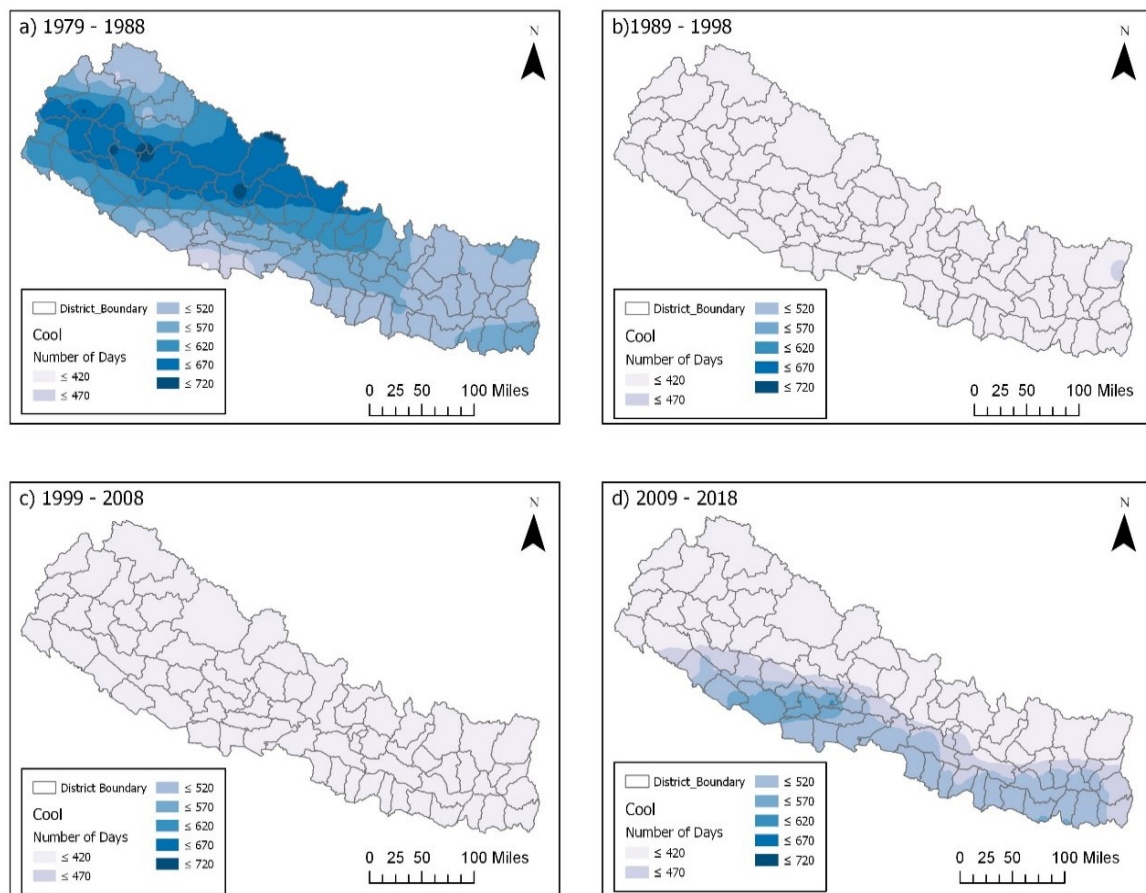 a) 1979 - 1988
N
District_Boundary
Cool
Number of Days
≤ 420
≤ 470
≤ 520
≤ 570
≤ 620
≤ 670
≤ 720
0 25 50 100 Miles
b)1989 - 1998
N
District_Boundary
Cool
Number of Days
≤ 420
≤ 470
≤ 520
≤ 570
≤ 620
≤ 670
≤ 720
0 25 50 100 Miles
c) 1999 - 2008
N
District Boundary
Cool
Number of Days
≤ 420
≤ 470
≤ 520
≤ 570
≤ 620
≤ 670
≤ 720
0 25 50 100 Miles
d) 2009 - 2018
N
District_Boundary
Cool
Number of Days
≤ 420
≤ 470
≤ 520
≤ 570
≤ 620
≤ 670
≤ 720
0 25 50 100 Miles